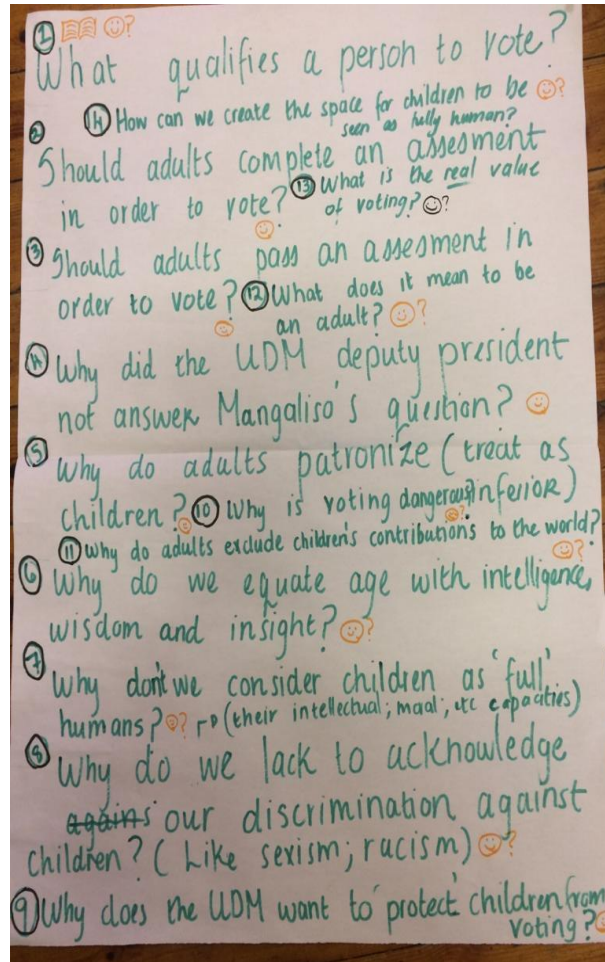 ① ?
What qualifies a person to vote?
⑭ How can we create the space for children to be ?
seen as fully human?
② Should adults complete an assesment
in order to vote?
⑬ What is the real value
of voting? ?
③ Should adults pass an assesment in
order to vote?
⑫ What does it mean to be
an adult? ?
④ Why did the UDM deputy president
not answer Mangaliso's question?
⑤ Why do adults patronize (treat as
children? inferior)
⑩ Why is voting dangerous? ?
⑪ Why do adults exclude children's contributions to the world?
?
⑥ Why do we equate age with intelligence,
wisdom and insight? ?
⑦ Why don't we consider children as 'full'
humans? ? (their intellectual; moal; etc capacities)
⑧ Why do we lack to acknowledge
agains our discrimination against
children? (Like sexism; racism) ?
⑨ Why does the UDM want to 'protect' children from
voting?